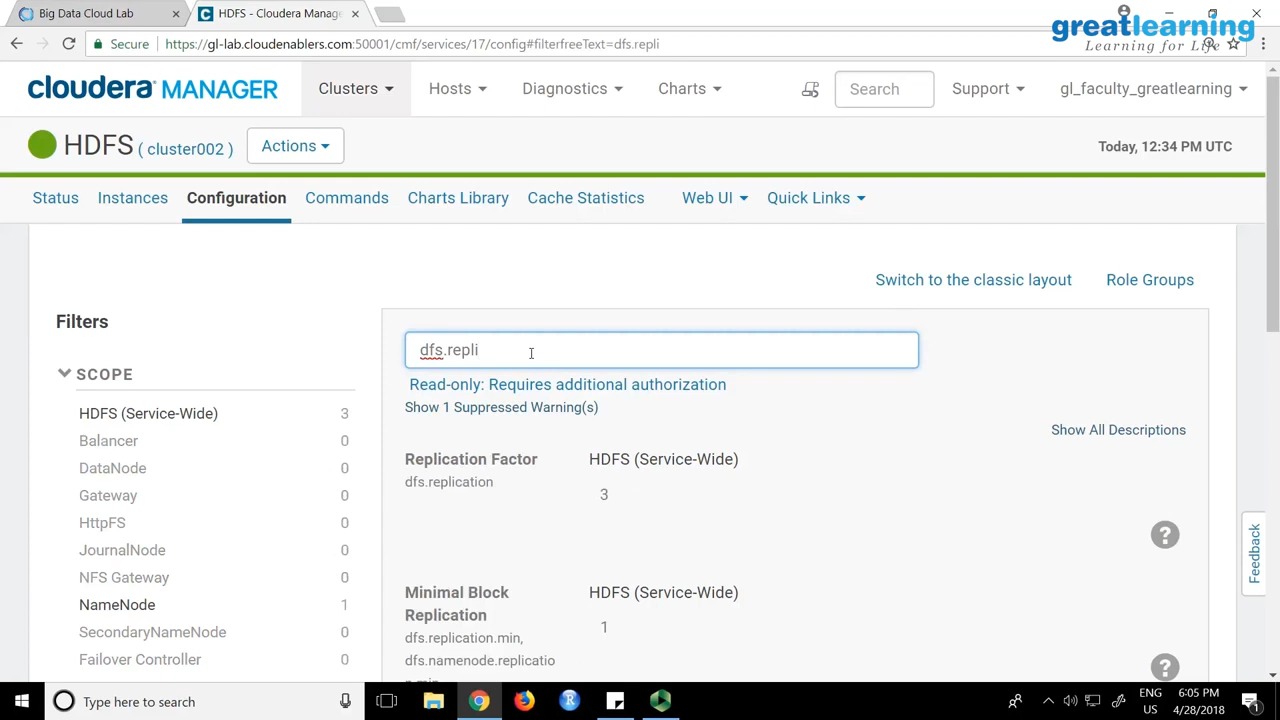 Big Data Cloud Lab
HDFS - Cloudera Manage
greatlearning
Learning for Life
Secure
https://gl-lab.cloudenablers.com:50001/cmf/services/17/config#filterfreeText=dfs.repli
cloudera MANAGER
Clusters
Hosts
Diagnostics
Charts
Search
Support
gl_faculty_greatlearning
HDFS ( cluster002 )
Actions
Today, 12:34 PM UTC
Status
Instances
Configuration
Commands
Charts Library
Cache Statistics
Web UI
Quick Links
Switch to the classic layout
Role Groups
Filters
SCOPE
HDFS (Service-Wide) 3
Balancer 0
DataNode 0
Gateway 0
HttpFS 0
JournalNode 0
NFS Gateway 0
NameNode 1
SecondaryNameNode 0
Failover Controller 0
dfs.repli
Read-only: Requires additional authorization
Show 1 Suppressed Warning(s)
Show All Descriptions
Replication Factor
dfs.replication
HDFS (Service-Wide)
3
?
Minimal Block
Replication
dfs.replication.min,
dfs.namenode.replicatio
n.min
HDFS (Service-Wide)
1
?
Feedback
Type here to search
ENG
US
6:05 PM
4/28/2018
1